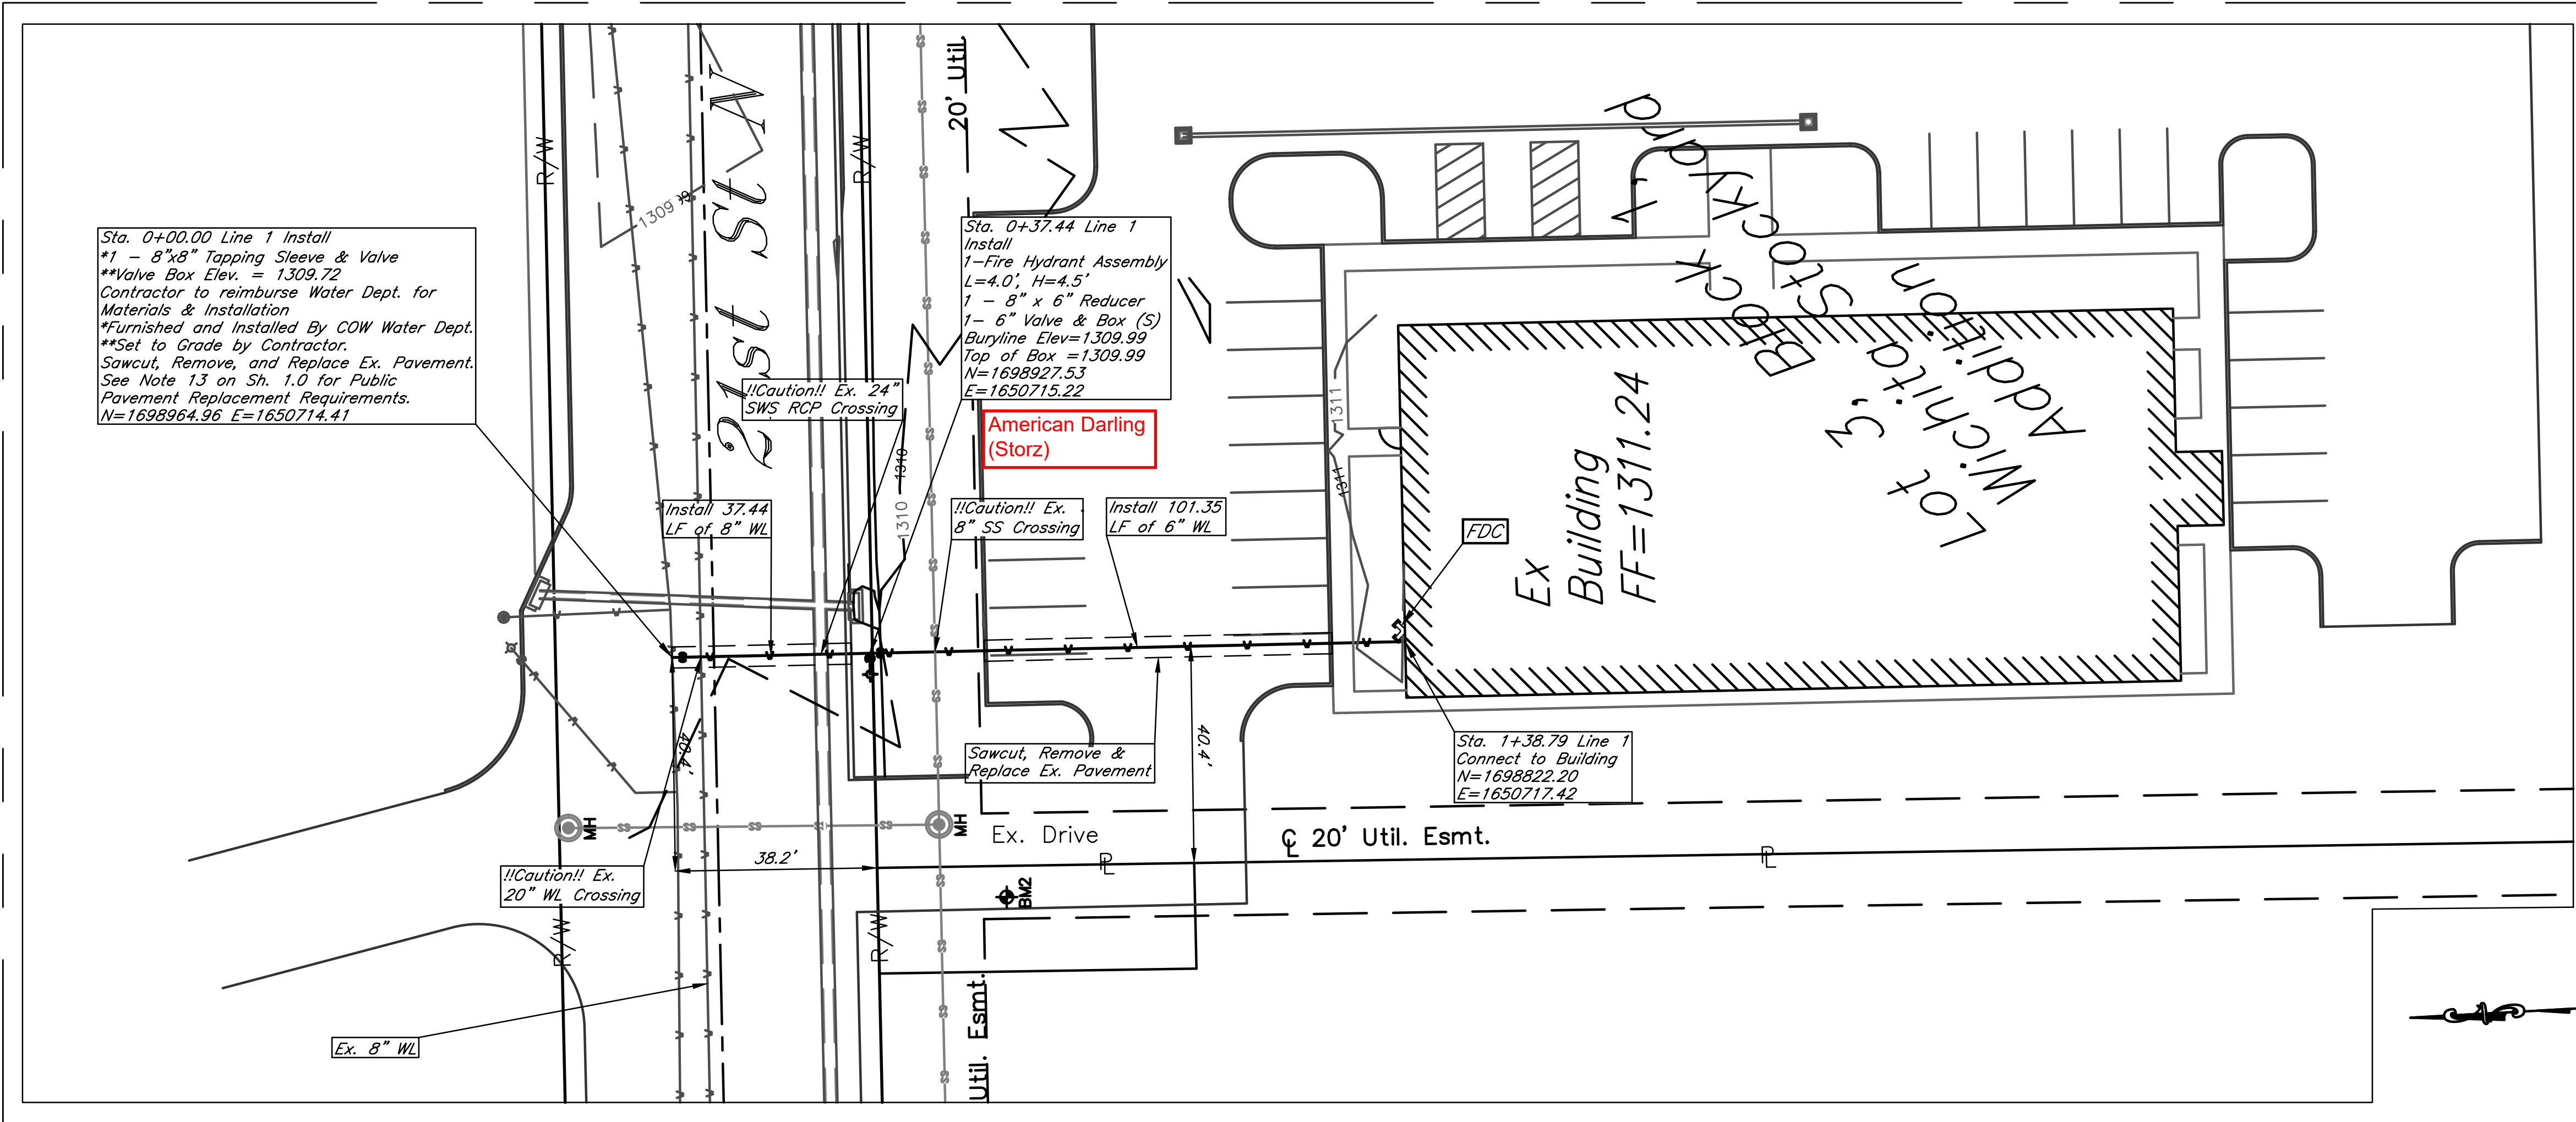 Sta. 0+00.00 Line 1 Install
*1 - 8"x8" Tapping Sleeve & Valve
**Valve Box Elev. = 1309.72
Contractor to reimburse Water Dept. for
Materials & Installation
*Furnished and Installed By COW Water Dept.
**Set to Grade by Contractor.
Sawcut, Remove, and Replace Ex. Pavement.
See Note 13 on Sh. 1.0 for Public
Pavement Replacement Requirements.
N=1698964.96 E=1650714.41
R/W
1309
21st St N
R/W
20' Util.
Sta. 0+37.44 Line 1
Install
1-Fire Hydrant Assembly
L=4.0', H=4.5'
1 - 8" x 6" Reducer
1- 6" Valve & Box (S)
Buryline Elev=1309.99
Top of Box =1309.99
N=1698927.53
E=1650715.22
!!Caution!! Ex. 24"
SWS RCP Crossing
American Darling
(Storz)
1310
1310
Install 37.44
LF of 8" WL
!!Caution!! Ex.
8" SS Crossing
Install 101.35
LF of 6" WL
1311
1311
FDC
Ex
Building
FF=1311.24
Lot 3, Block 1,
Wichita Stockyard
Addition
40.4'
Sawcut, Remove &
Replace Ex. Pavement
40.4'
Sta. 1+38.79 Line 1
Connect to Building
N=1698822.20
E=1650717.42
MH
MH
Ex. Drive
℄ 20' Util. Esmt.
38.2'
PL
PL
!!Caution!! Ex.
20" WL Crossing
BM2
R/W
R/W
Util. Esmt.
Ex. 8" WL